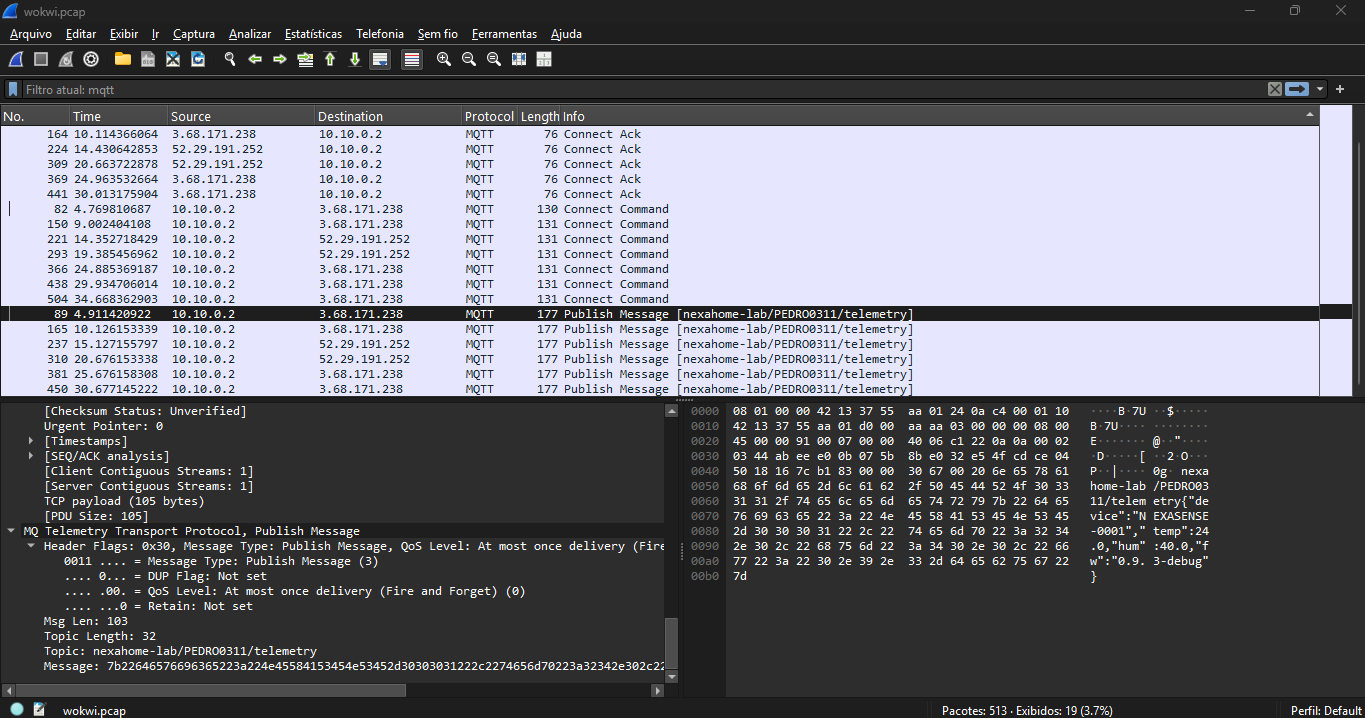 wokwi.pcap
Arquivo Editar Exibir Ir Captura Analizar Estatísticas Telefonia Sem fio Ferramentas Ajuda
Filtro atual: mqtt
No. Time Source Destination Protocol Length Info
164 10.114366064 3.68.171.238 10.10.0.2 MQTT 76 Connect Ack
224 14.430642853 52.29.191.252 10.10.0.2 MQTT 76 Connect Ack
309 20.663722878 52.29.191.252 10.10.0.2 MQTT 76 Connect Ack
369 24.963532664 3.68.171.238 10.10.0.2 MQTT 76 Connect Ack
441 30.013175904 3.68.171.238 10.10.0.2 MQTT 76 Connect Ack
82 4.769810687 10.10.0.2 3.68.171.238 MQTT 130 Connect Command
150 9.002404108 10.10.0.2 3.68.171.238 MQTT 131 Connect Command
221 14.352718429 10.10.0.2 52.29.191.252 MQTT 131 Connect Command
293 19.385456962 10.10.0.2 52.29.191.252 MQTT 131 Connect Command
366 24.885369187 10.10.0.2 3.68.171.238 MQTT 131 Connect Command
438 29.934706014 10.10.0.2 3.68.171.238 MQTT 131 Connect Command
504 34.668362903 10.10.0.2 3.68.171.238 MQTT 131 Connect Command
89 4.911420922 10.10.0.2 3.68.171.238 MQTT 177 Publish Message [nexahome-lab/PEDRO0311/telemetry]
165 10.126153339 10.10.0.2 3.68.171.238 MQTT 177 Publish Message [nexahome-lab/PEDRO0311/telemetry]
237 15.127155797 10.10.0.2 52.29.191.252 MQTT 177 Publish Message [nexahome-lab/PEDRO0311/telemetry]
310 20.676153338 10.10.0.2 52.29.191.252 MQTT 177 Publish Message [nexahome-lab/PEDRO0311/telemetry]
381 25.676158308 10.10.0.2 3.68.171.238 MQTT 177 Publish Message [nexahome-lab/PEDRO0311/telemetry]
450 30.677145222 10.10.0.2 3.68.171.238 MQTT 177 Publish Message [nexahome-lab/PEDRO0311/telemetry]
[Checksum Status: Unverified]
Urgent Pointer: 0
[Timestamps]
[SEQ/ACK analysis]
[Client Contiguous Streams: 1]
[Server Contiguous Streams: 1]
TCP payload (105 bytes)
[PDU Size: 105]
MQ Telemetry Transport Protocol, Publish Message
Header Flags: 0x30, Message Type: Publish Message, QoS Level: At most once delivery (Fire
0011 .... = Message Type: Publish Message (3)
.... 0... = DUP Flag: Not set
.... .00. = QoS Level: At most once delivery (Fire and Forget) (0)
.... ...0 = Retain: Not set
Msg Len: 103
Topic Length: 32
Topic: nexahome-lab/PEDRO0311/telemetry
Message: 7b22646576696365223a224e45584153454e53452d30303031222c2274656d70223a32342e302c22
0000 08 01 00 00 42 13 37 55 aa 01 24 0a c4 00 01 10 ····B·7U ··$·····
0010 42 13 37 55 aa 01 d0 00 aa aa 03 00 00 00 08 00 B·7U···· ········
0020 45 00 00 91 00 07 00 00 40 06 c1 22 0a 0a 00 02 E······· @··"····
0030 03 44 ab ee e0 0b 07 5b 8b e0 32 e5 4f cd ce 04 ·D·····[ ··2·O···
0040 50 18 16 7c b1 83 00 00 30 67 00 20 6e 65 78 61 P··|···· 0g· nexa
0050 68 6f 6d 65 2d 6c 61 62 2f 50 45 44 52 4f 30 33 home-lab /PEDRO03
0060 31 31 2f 74 65 6c 65 6d 65 74 72 79 7b 22 64 65 11/telem etry{"de
0070 76 69 63 65 22 3a 22 4e 45 58 41 53 45 4e 53 45 vice":"N EXASENSE
0080 2d 30 30 30 31 22 2c 22 74 65 6d 70 22 3a 32 34 -0001"," temp":24
0090 2e 30 2c 22 68 75 6d 22 3a 34 30 2e 30 2c 22 66 .0,"hum" :40.0,"f
00a0 77 22 3a 22 30 2e 39 2e 33 2d 64 65 62 75 67 22 w":"0.9. 3-debug"
00b0 7d }
wokwi.pcap Pacotes: 513 · Exibidos: 19 (3.7%) Perfil: Default